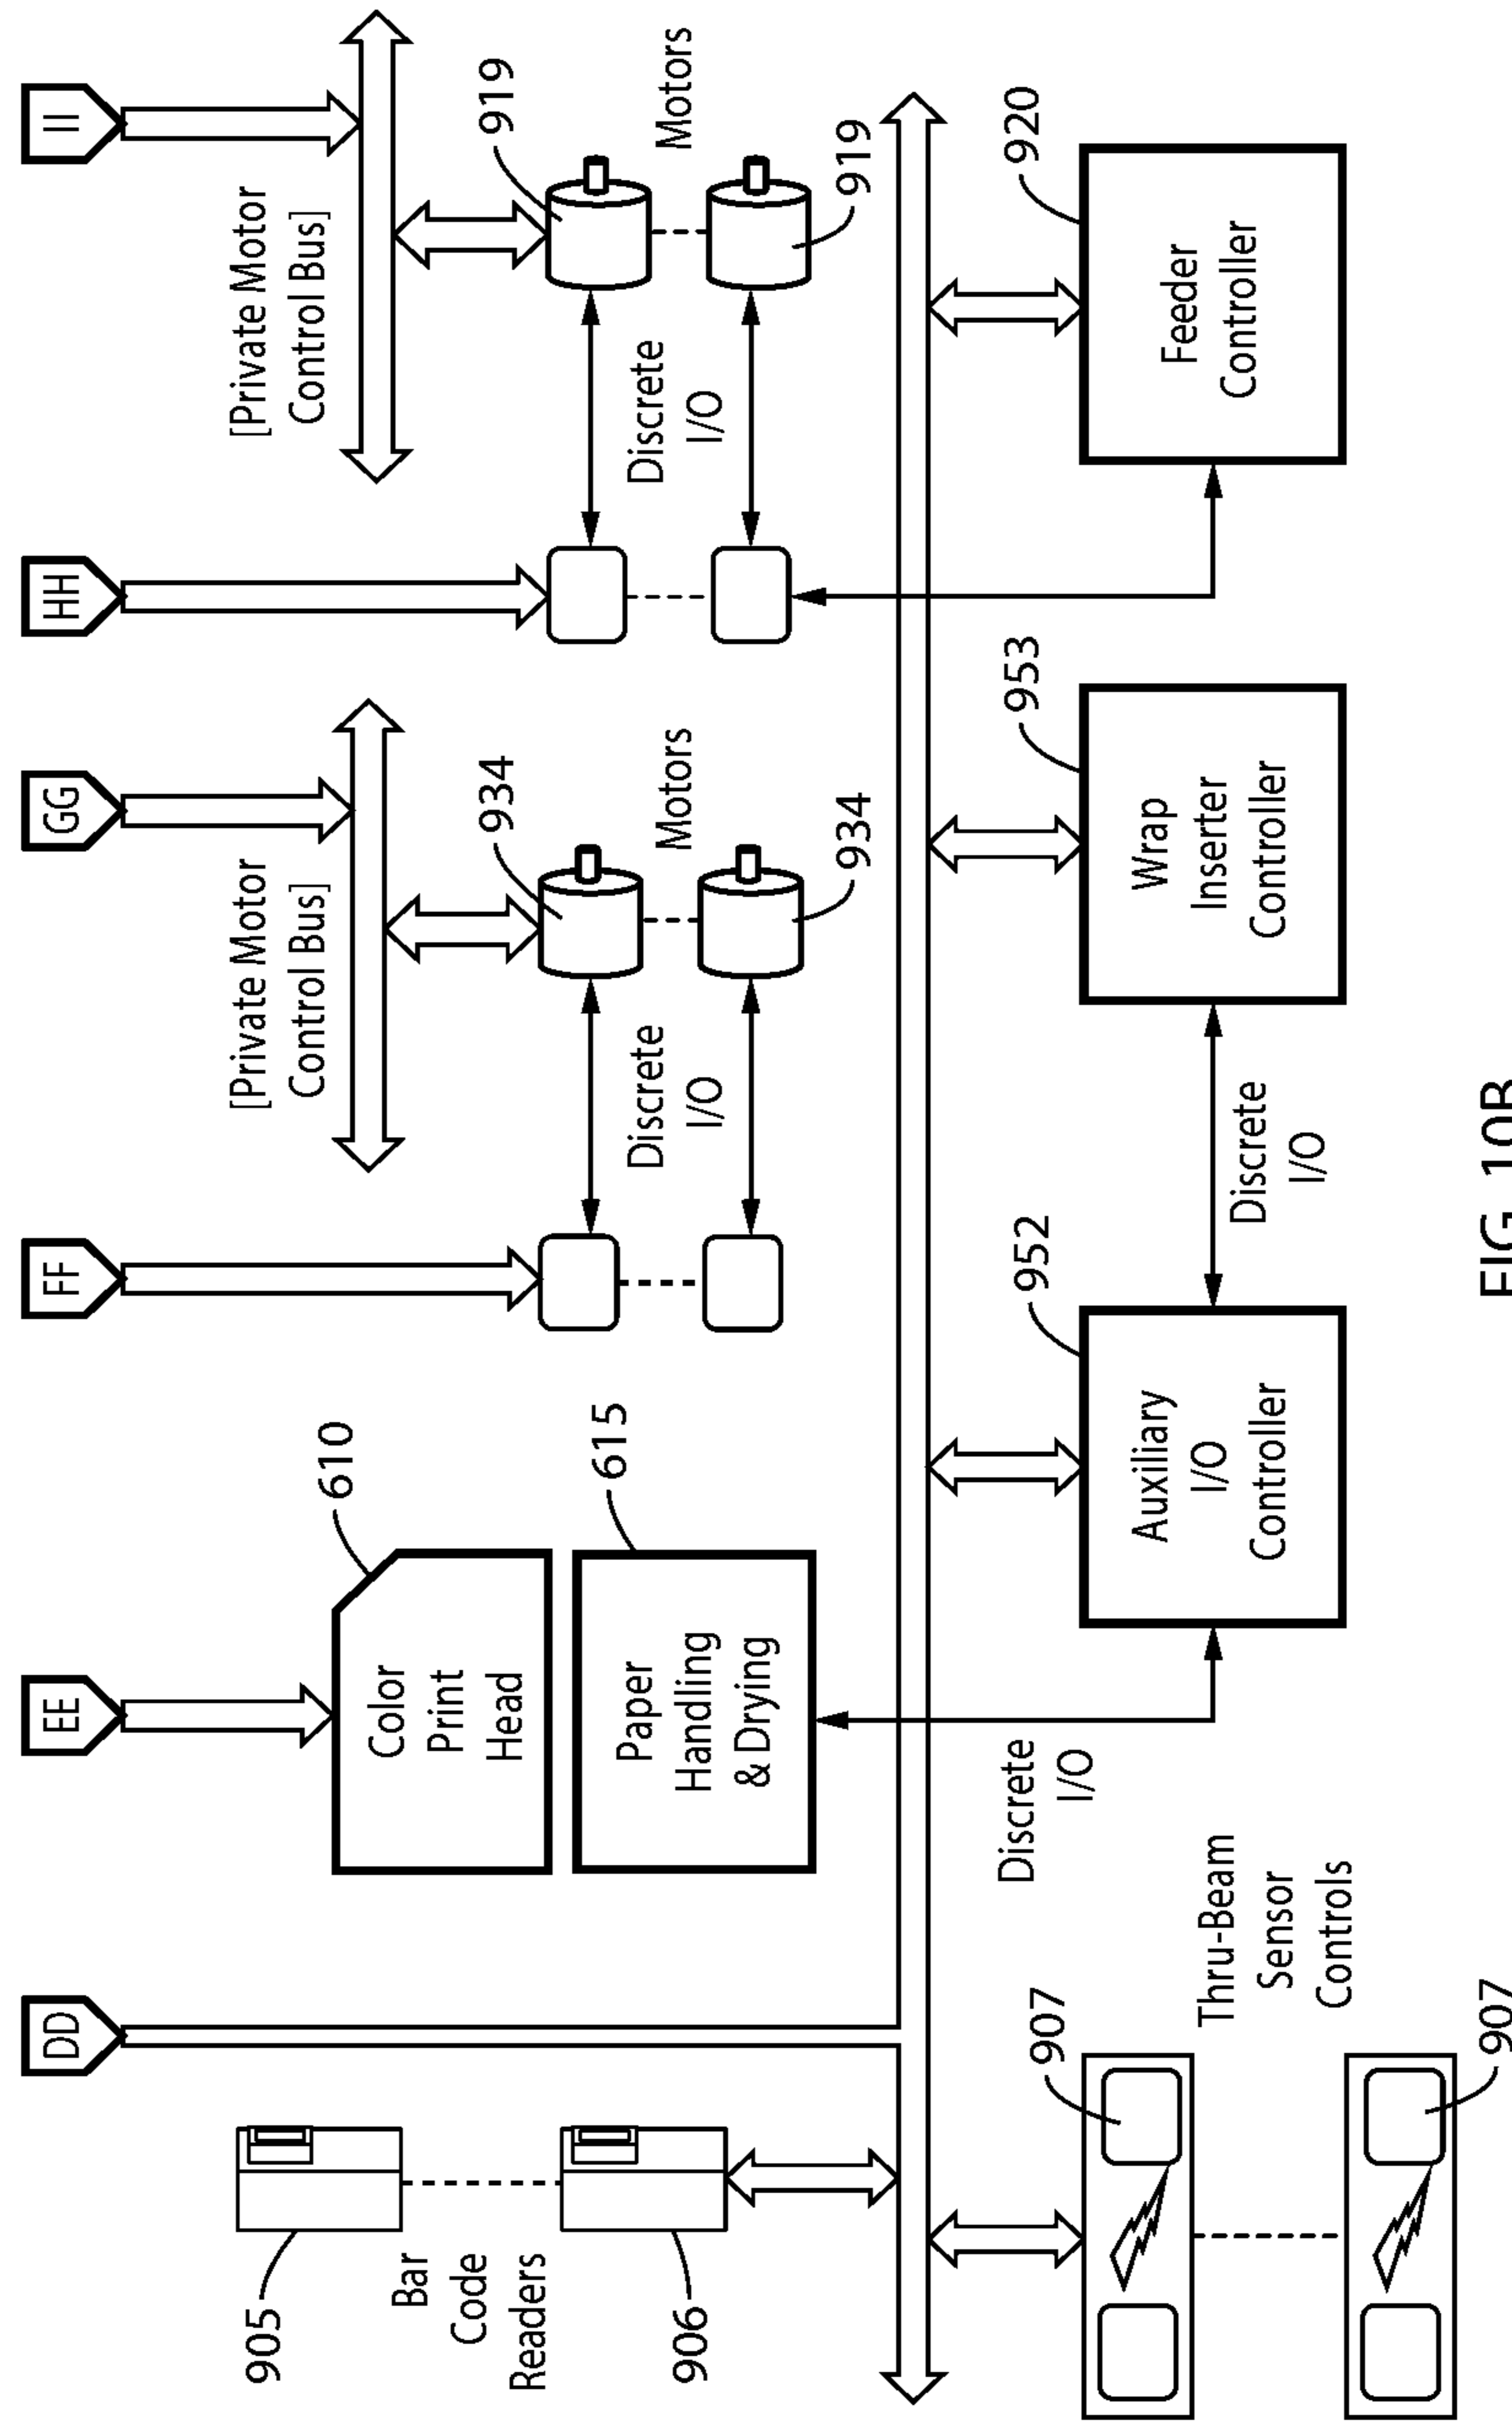 DD
EE
FF
GG
HH
II
905
Bar
Code
Readers
906
610
Color
Print
Head
615
Paper
Handling
& Drying
[Private Motor
Control Bus]
934
Motors
Discrete
I/O
934
[Private Motor
Control Bus]
919
Motors
Discrete
I/O
919
907
Thru-Beam
Sensor
Controls
907
Discrete
I/O
952
Auxiliary
I/O
Controller
Discrete
I/O
953
Wrap
Inserter
Controller
920
Feeder
Controller
FIG. 10B